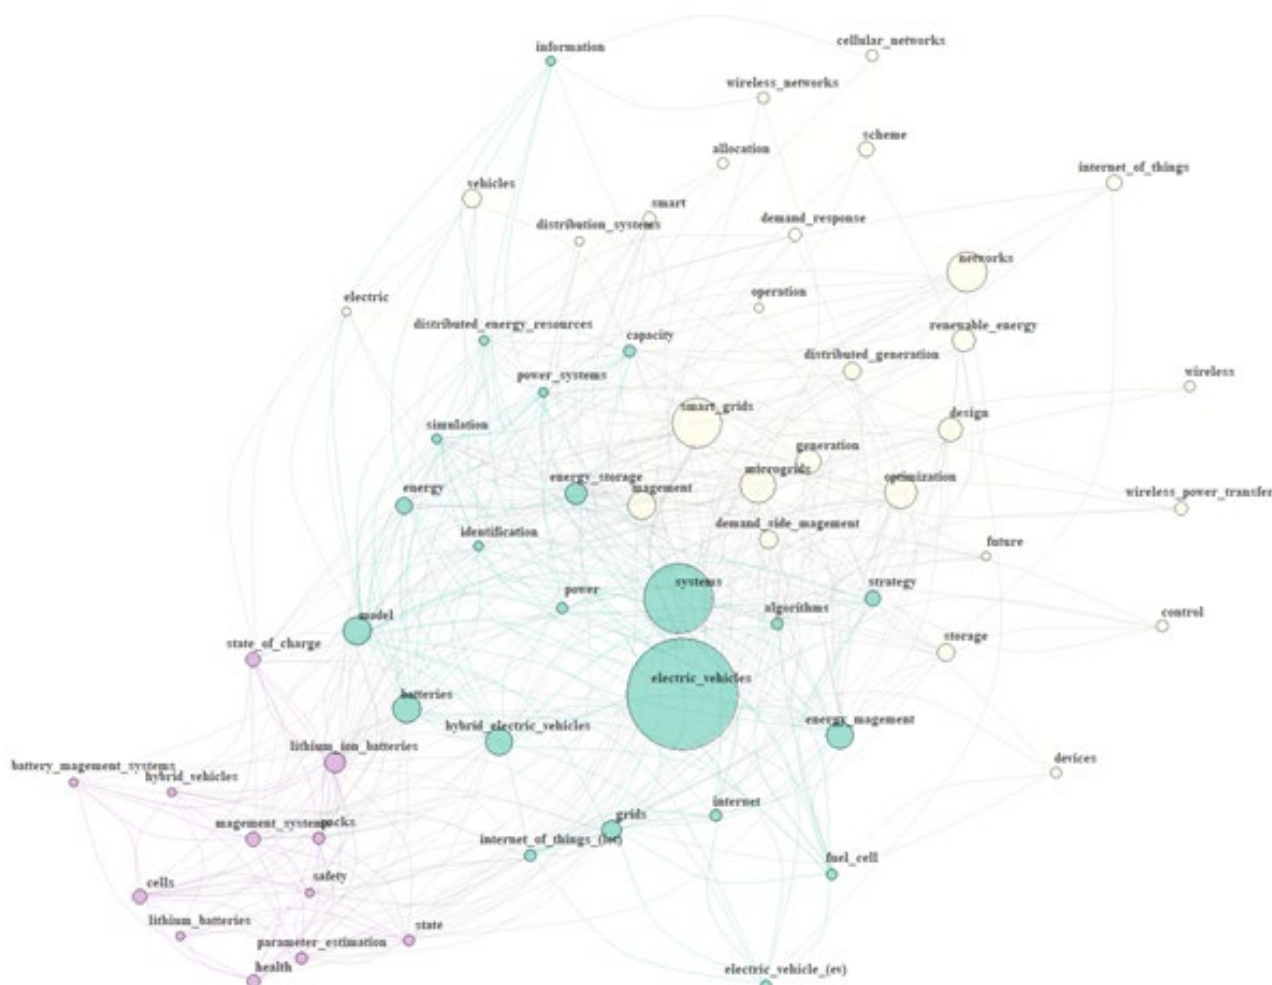 cellular_networks
information
wireless_networks
scheme
allocation
internet_of_things
vehicles
smart
demand_response
distribution_systems
networks
operation
electric
distributed_energy_resources
renewable_energy
capacity
distributed_generation
wireless
power_systems
smart_grids
design
simulation
generation
microgrids
energy_storage
optimization
energy
magement
wireless_power_transfer
demand_side_magement
identification
future
systems
strategy
power
algorithms
model
control
state_of_charge
storage
electric_vehicles
batteries
energy_magement
hybrid_electric_vehicles
lithium_ion_batteries
devices
battery_magement_systems
hybrid_vehicles
internet
grids
magement_systems
packs
internet_of_things_(iot)
fuel_cell
safety
cells
lithium_batteries
state
parameter_estimation
health
electric_vehicle_(ev)